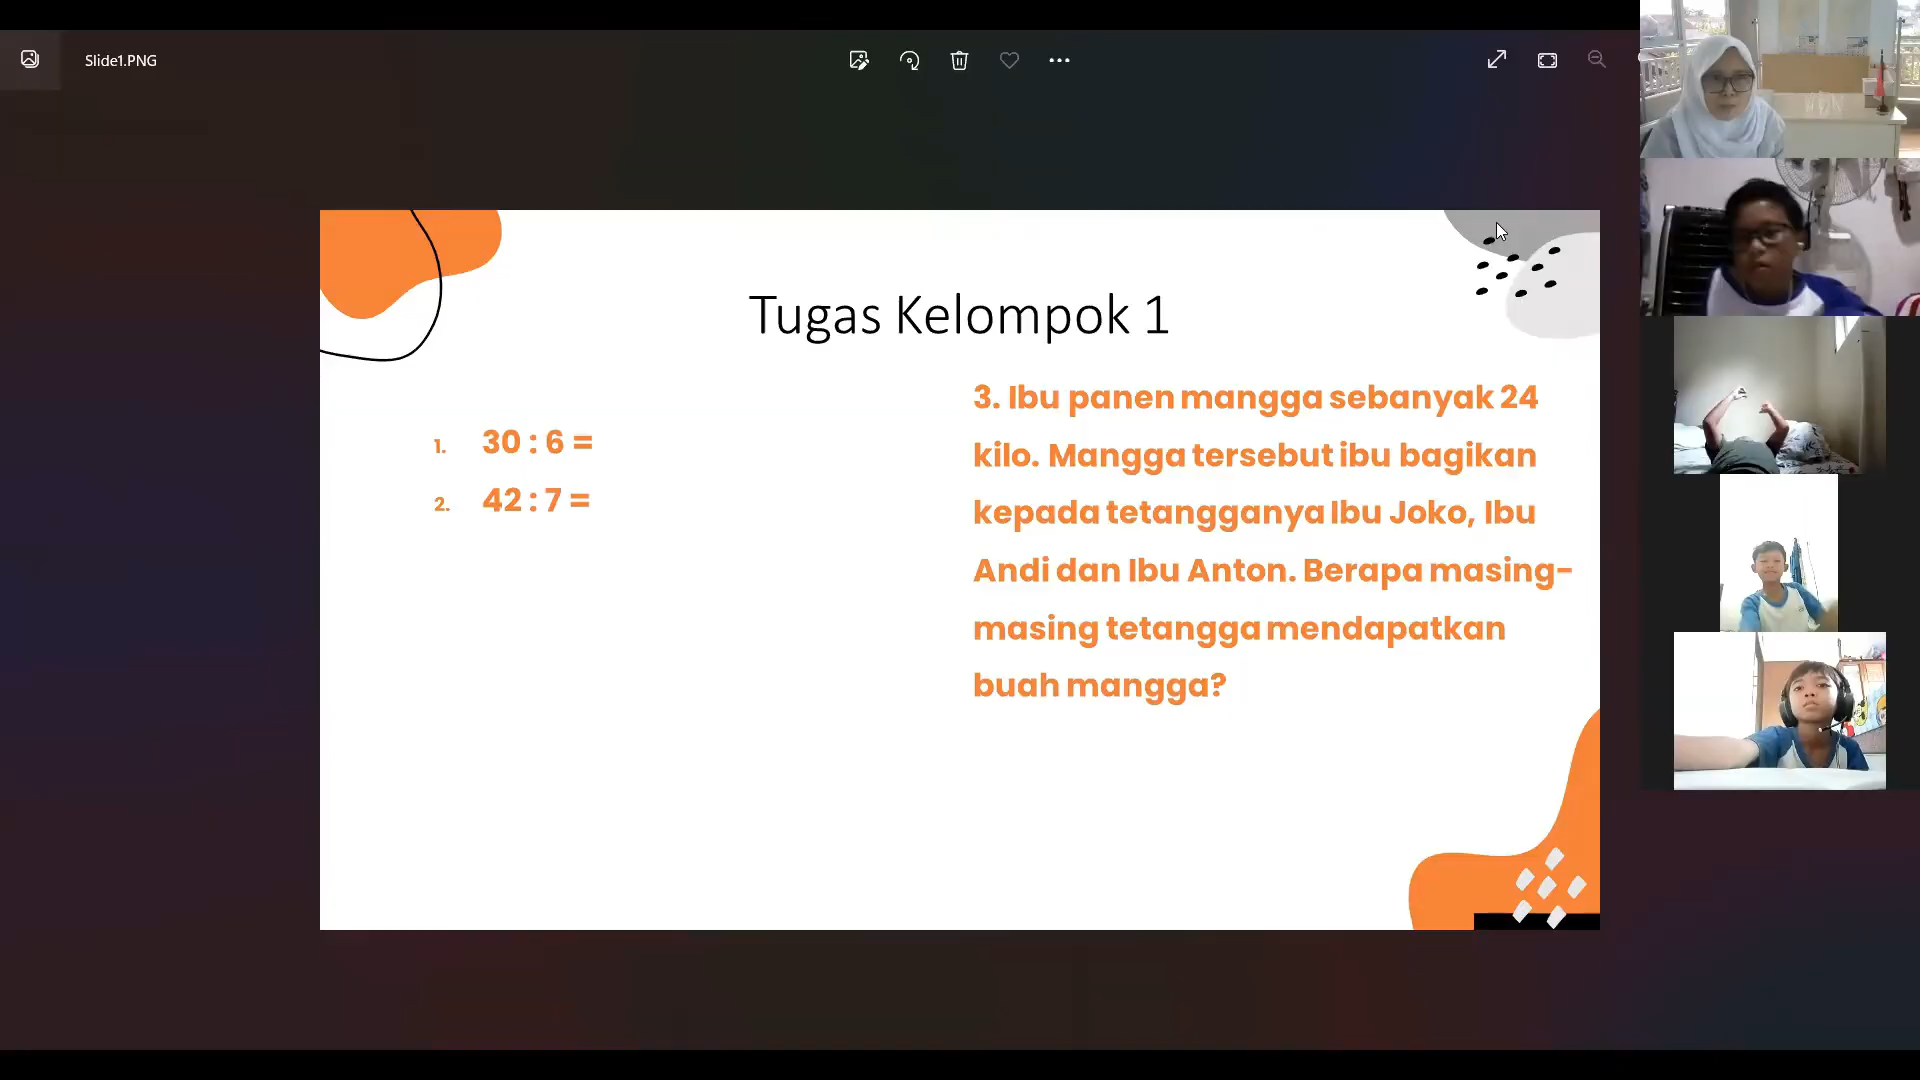 Slide1.PNG
Tugas Kelompok 1
1. 30 : 6 =
2. 42 : 7 =
3. Ibu panen mangga sebanyak 24
kilo. Mangga tersebut ibu bagikan
kepada tetangganya Ibu Joko, Ibu
Andi dan Ibu Anton. Berapa masing-
masing tetangga mendapatkan
buah mangga?